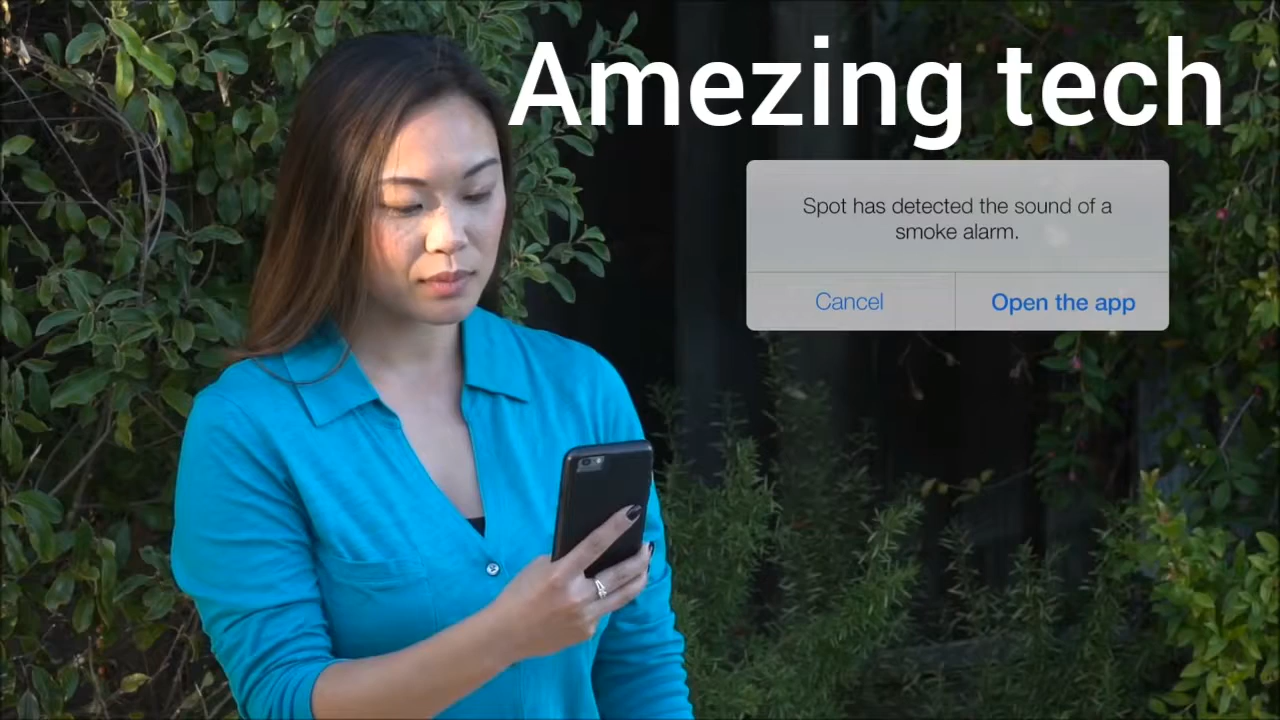 Amezing tech
Spot has detected the sound of a
smoke alarm.
Cancel
Open the app